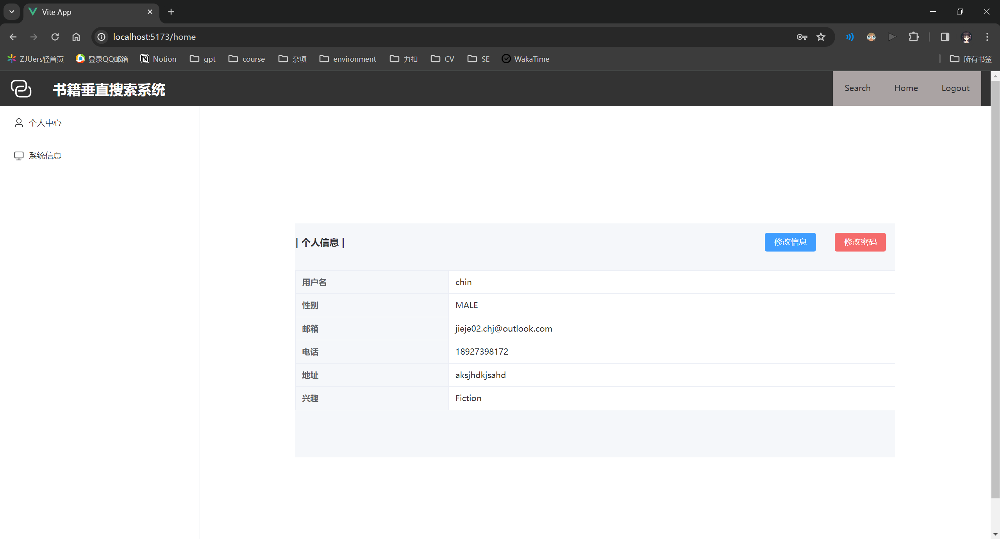 Vite App
localhost:5173/home
ZJUers轻首页 登录QQ邮箱 Notion gpt course 杂项 environment 力扣 CV SE WakaTime 所有书签
书籍垂直搜索系统 Search Home Logout
个人中心
系统信息
| 个人信息 | 修改信息 修改密码
用户名 chin
性别 MALE
邮箱 jieje02.chj@outlook.com
电话 18927398172
地址 aksjhdkjsahd
兴趣 Fiction